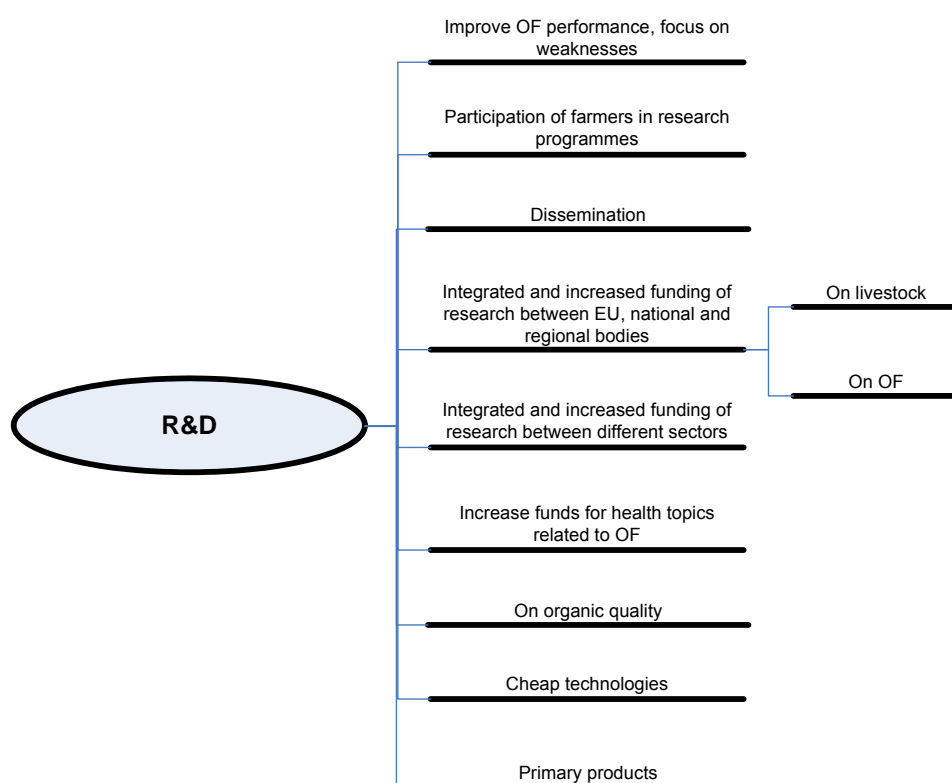 Improve OF performance, focus on
weaknesses
Participation of farmers in research
programmes
Dissemination
Integrated and increased funding of
research between EU, national and
regional bodies
On livestock
On OF
R&D
Integrated and increased funding of
research between different sectors
Increase funds for health topics
related to OF
On organic quality
Cheap technologies
Primary products